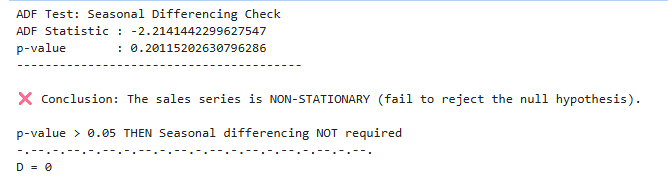 ADF Test: Seasonal Differencing Check
ADF Statistic : -2.2141442299627547
p-value       : 0.20115202630796286
----------------------------------------
❌ Conclusion: The sales series is NON-STATIONARY (fail to reject the null hypothesis).
p-value > 0.05 THEN Seasonal differencing NOT required
-.-.-.-.-.-.-.-.-.-.-.-.-.-.-.-.-.-.-.-.-.-.-.-.-.
D = 0